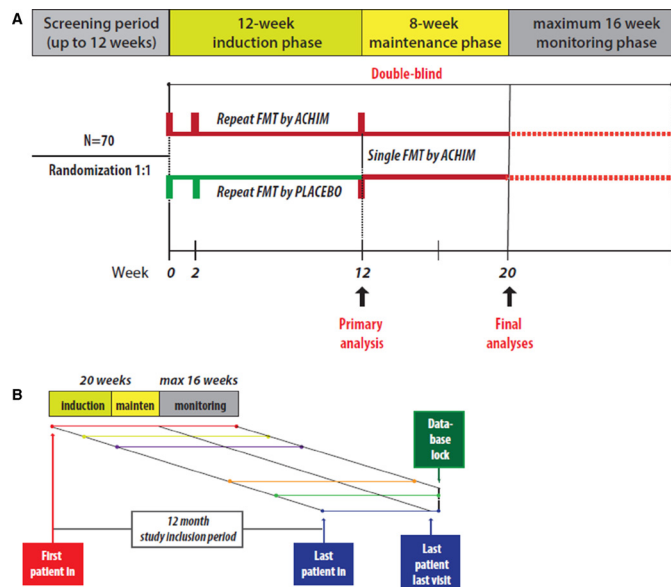 A
Screening period
(up to 12 weeks)
12-week
induction phase
8-week
maintenance phase
maximum 16 week
monitoring phase
Double-blind
N=70
Randomization 1:1
Repeat FMT by ACHIM
Single FMT by ACHIM
Repeat FMT by PLACEBO
Week
0
2
12
20
Primary
analysis
Final
analyses
B
20 weeks
max 16 weeks
induction
mainten
monitoring
Data-
base
lock
12 month
study inclusion period
First
patient in
Last
patient in
Last
patient
last visit